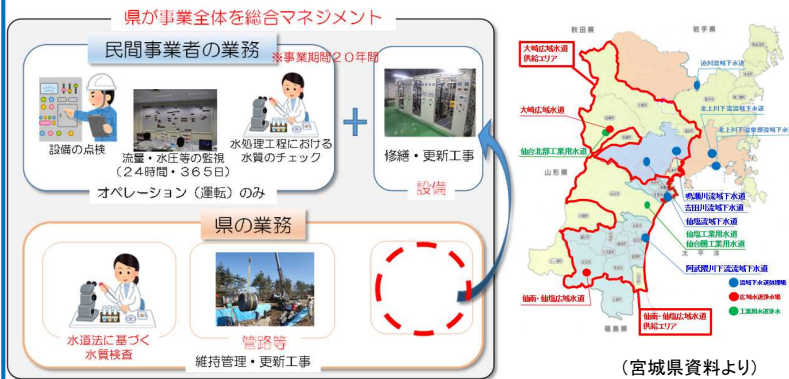 県が事業全体を総合マネジメント
民間事業者の業務
※事業期間20年間
設備の点検
流量・水圧等の監視
(24時間・365日)
水処理工程における
水質のチェック
オペレーション(運転)のみ
+
修繕・更新工事
設備
県の業務
水道法に基づく
水質検査
管路等
維持管理・更新工事
秋田県
岩手県
大崎広域水道
供給エリア
迫川流域下水道
北上川下流流域下水道
北上川下流東部流域下水
大崎広域水道
仙台北部工業用水道
山形県
鳴瀬川流域下水道
吉田川流域下水道
仙塩流域下水道
仙塩工業用水道
仙台圏工業用水道
太平洋
阿武隈川下流流域下水道
仙南・仙塩広域水道
仙南・仙塩広域水道
供給エリア
福島県
流域下水道処理場
広域水道浄水場
工業用水道浄水
(宮城県資料より)